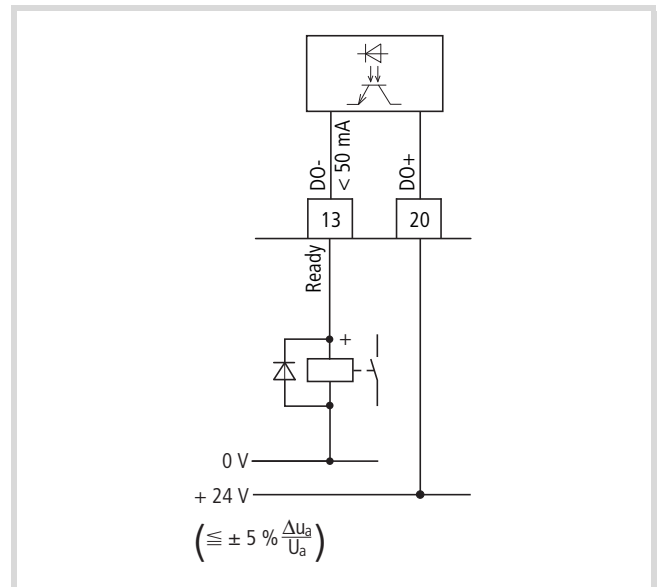 DO-
< 50 mA
DO+
13
20
Ready
+
0 V
+ 24 V
(≦ ± 5 % Δua/Ua)